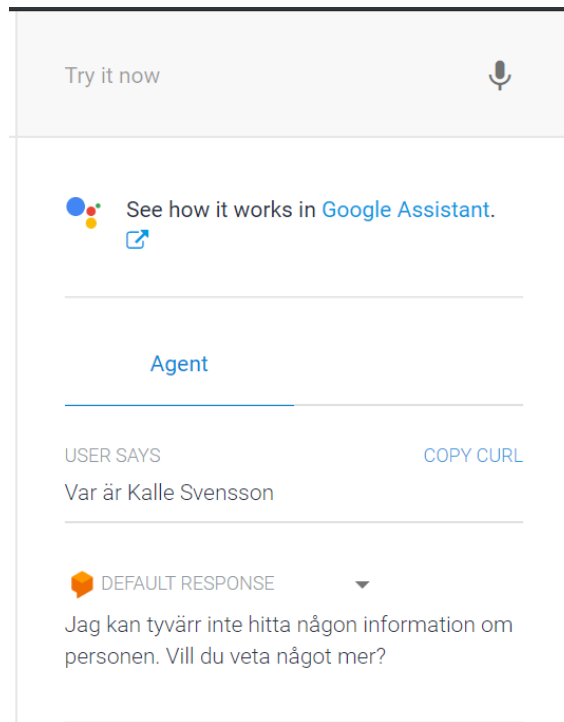 Try it now
See how it works in Google Assistant.
Agent
USER SAYS
COPY CURL
Var är Kalle Svensson
DEFAULT RESPONSE
Jag kan tyvärr inte hitta någon information om
personen. Vill du veta något mer?